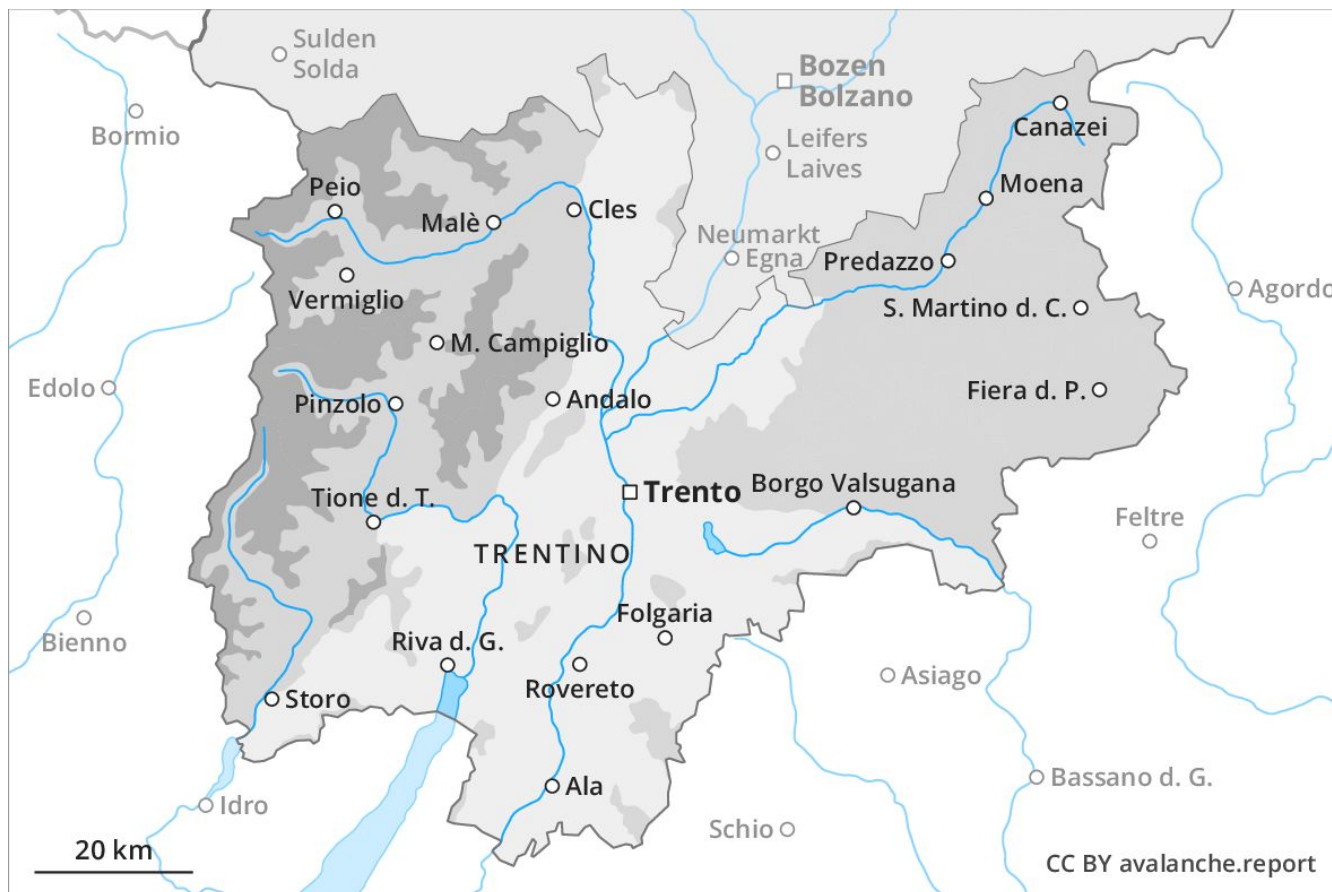 Sulden
Solda
Bozen
Bolzano
Bormio
Canazei
Leifers
Laives
Peio
Moena
Malè
Cles
Neumarkt
Egna
Predazzo
Vermiglio
Agordo
S. Martino d. C.
M. Campiglio
Edolo
Pinzolo
Andalo
Fiera d. P.
Tione d. T.
Trento
Borgo Valsugana
Feltre
TRENTINO
Folgaria
Bienno
Riva d. G.
Rovereto
Asiago
Storo
Ala
Bassano d. G.
Idro
Schio
20 km
CC BY avalanche.report